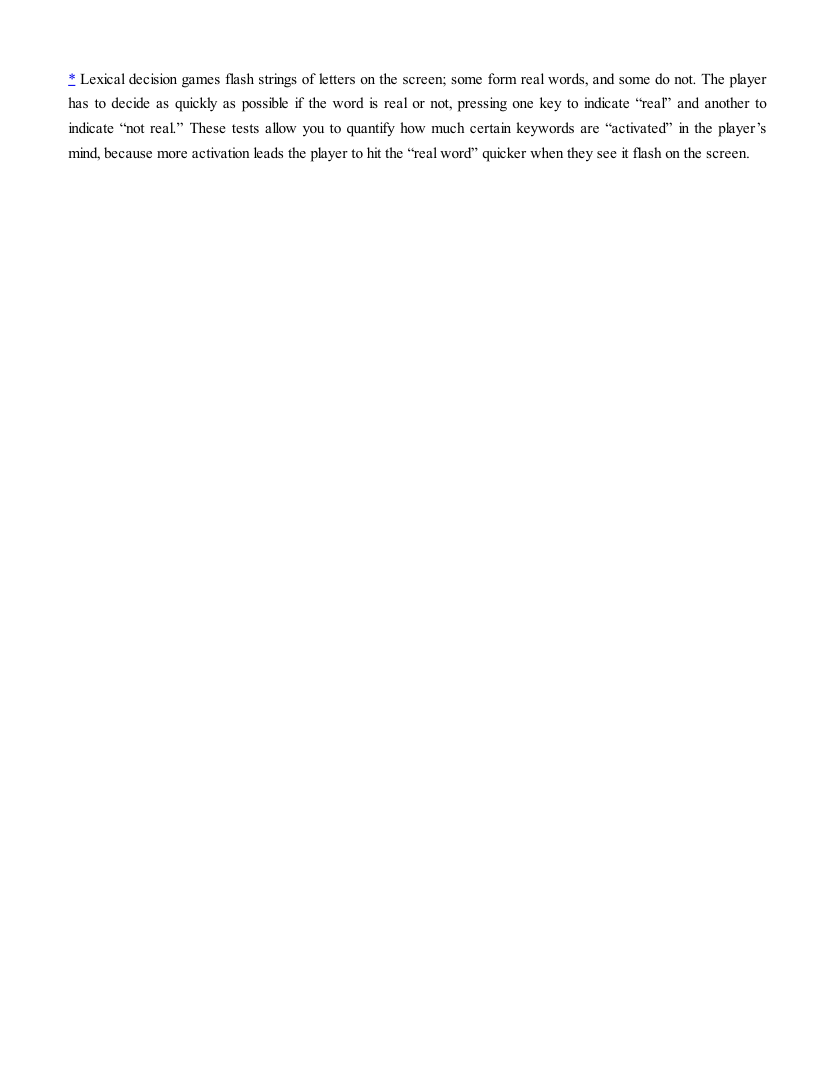 * Lexical decision games flash strings of letters on the screen; some form real words, and some do not. The player
has to decide as quickly as possible if the word is real or not, pressing one key to indicate “real” and another to
indicate “not real.” These tests allow you to quantify how much certain keywords are “activated” in the player’s
mind, because more activation leads the player to hit the “real word” quicker when they see it flash on the screen.